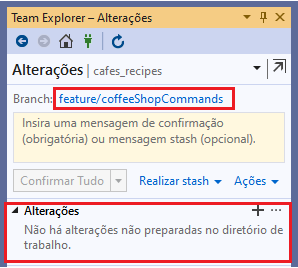 Team Explorer – Alterações
Alterações | cafes_recipes
Branch: feature/coffeeShopCommands
Insira uma mensagem de confirmação
(obrigatória) ou mensagem stash (opcional).
Confirmar Tudo Realizar stash Ações
Alterações
Não há alterações não preparadas no diretório de
trabalho.